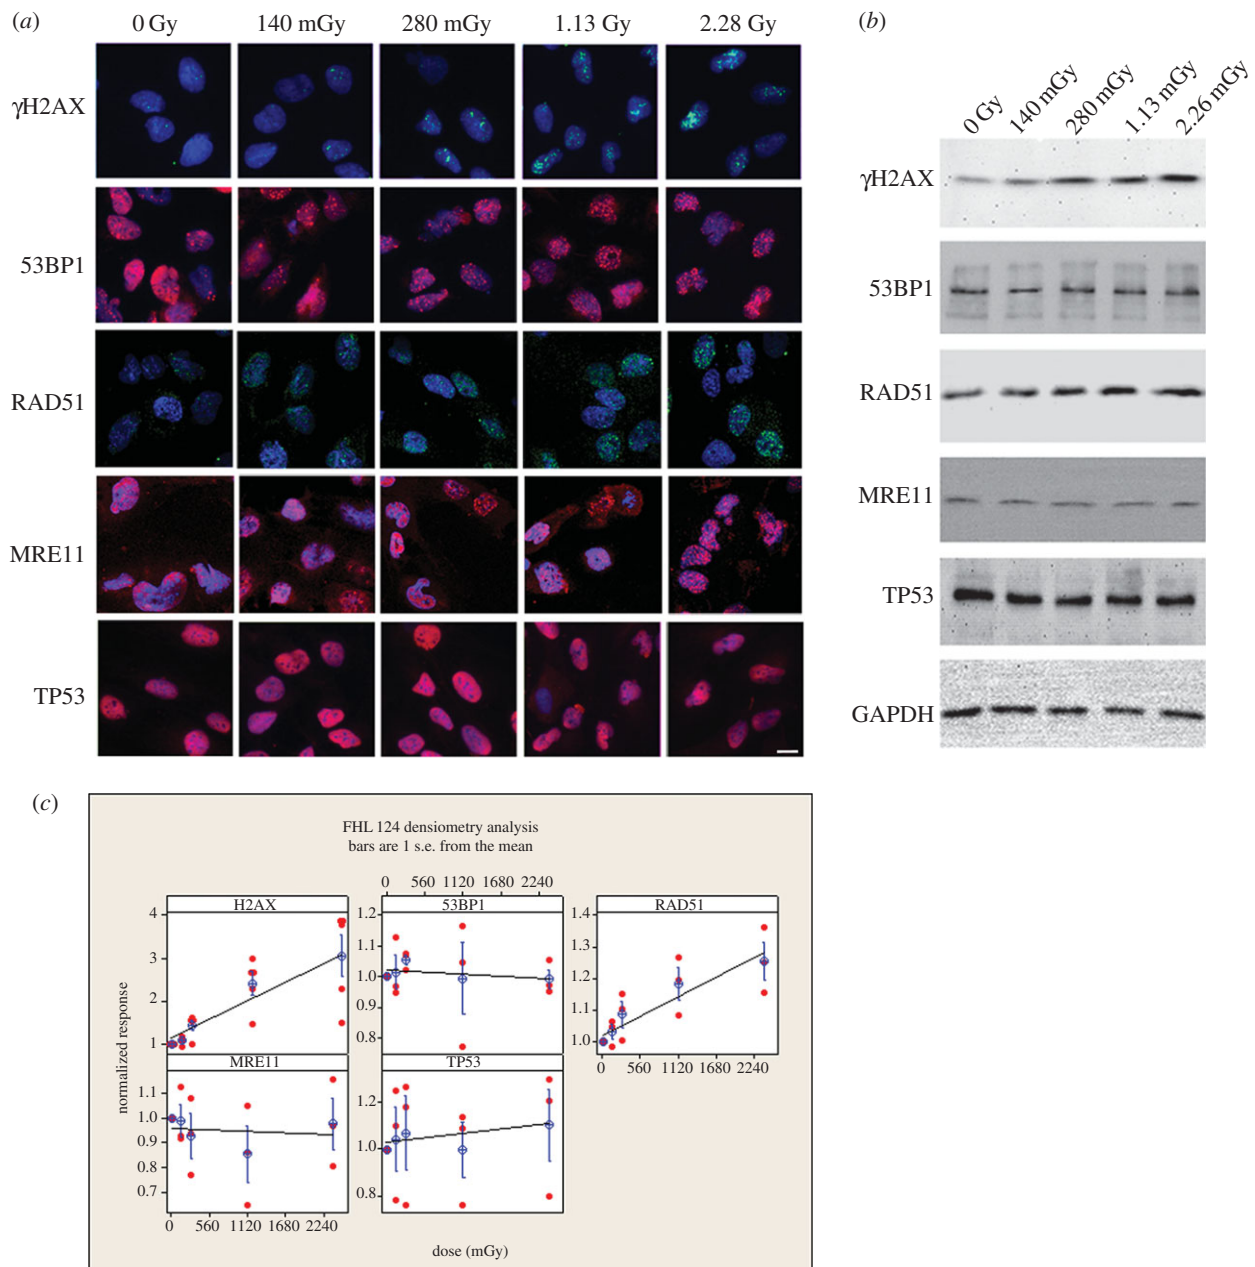 (a)
0 Gy 140 mGy 280 mGy 1.13 Gy 2.28 Gy
γH2AX
53BP1
RAD51
MRE11
TP53
(b)
0 Gy 140 mGy 280 mGy 1.13 mGy 2.26 mGy
γH2AX
53BP1
RAD51
MRE11
TP53
GAPDH
(c)
FHL 124 densiometry analysis
bars are 1 s.e. from the mean
0 560 1120 1680 2240
H2AX 53BP1 RAD51
4
3
2
1
1.2
1.1
1.0
0.9
0.8
1.4
1.3
1.2
1.1
1.0
0 560 1120 1680 2240
MRE11 TP53
1.1
1.0
0.9
0.8
0.7
1.2
1.0
0.8
0 560 1120 1680 2240
normalized response
dose (mGy)